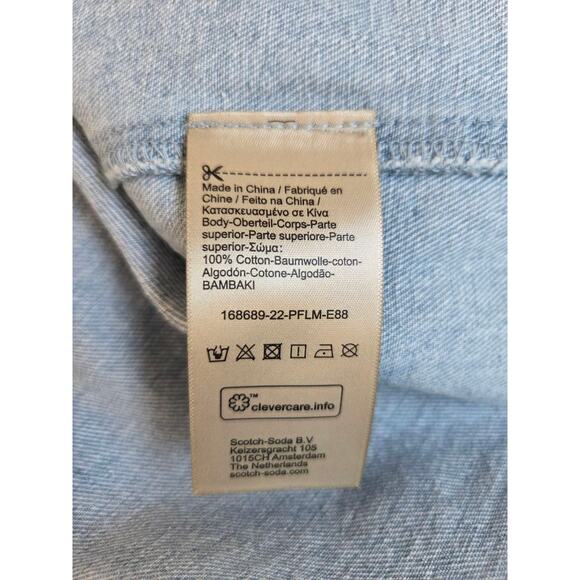 Made in China / Fabriqué en
Chine / Feito na China /
Κατασκευασμένο σε Κίνα
Body-Oberteil-Corps-Parte
superior-Parte superiore-Parte
superior-Σώμα:
100% Cotton-Baumwolle-coton-
Algodón-Cotone-Algodão-
BAMBAKI
168689-22-PFLM-E88
™ clevercare.info
Scotch-Soda B.V
Keizersgracht 105
1015CH Amsterdam
The Netherlands
scotch-soda.com